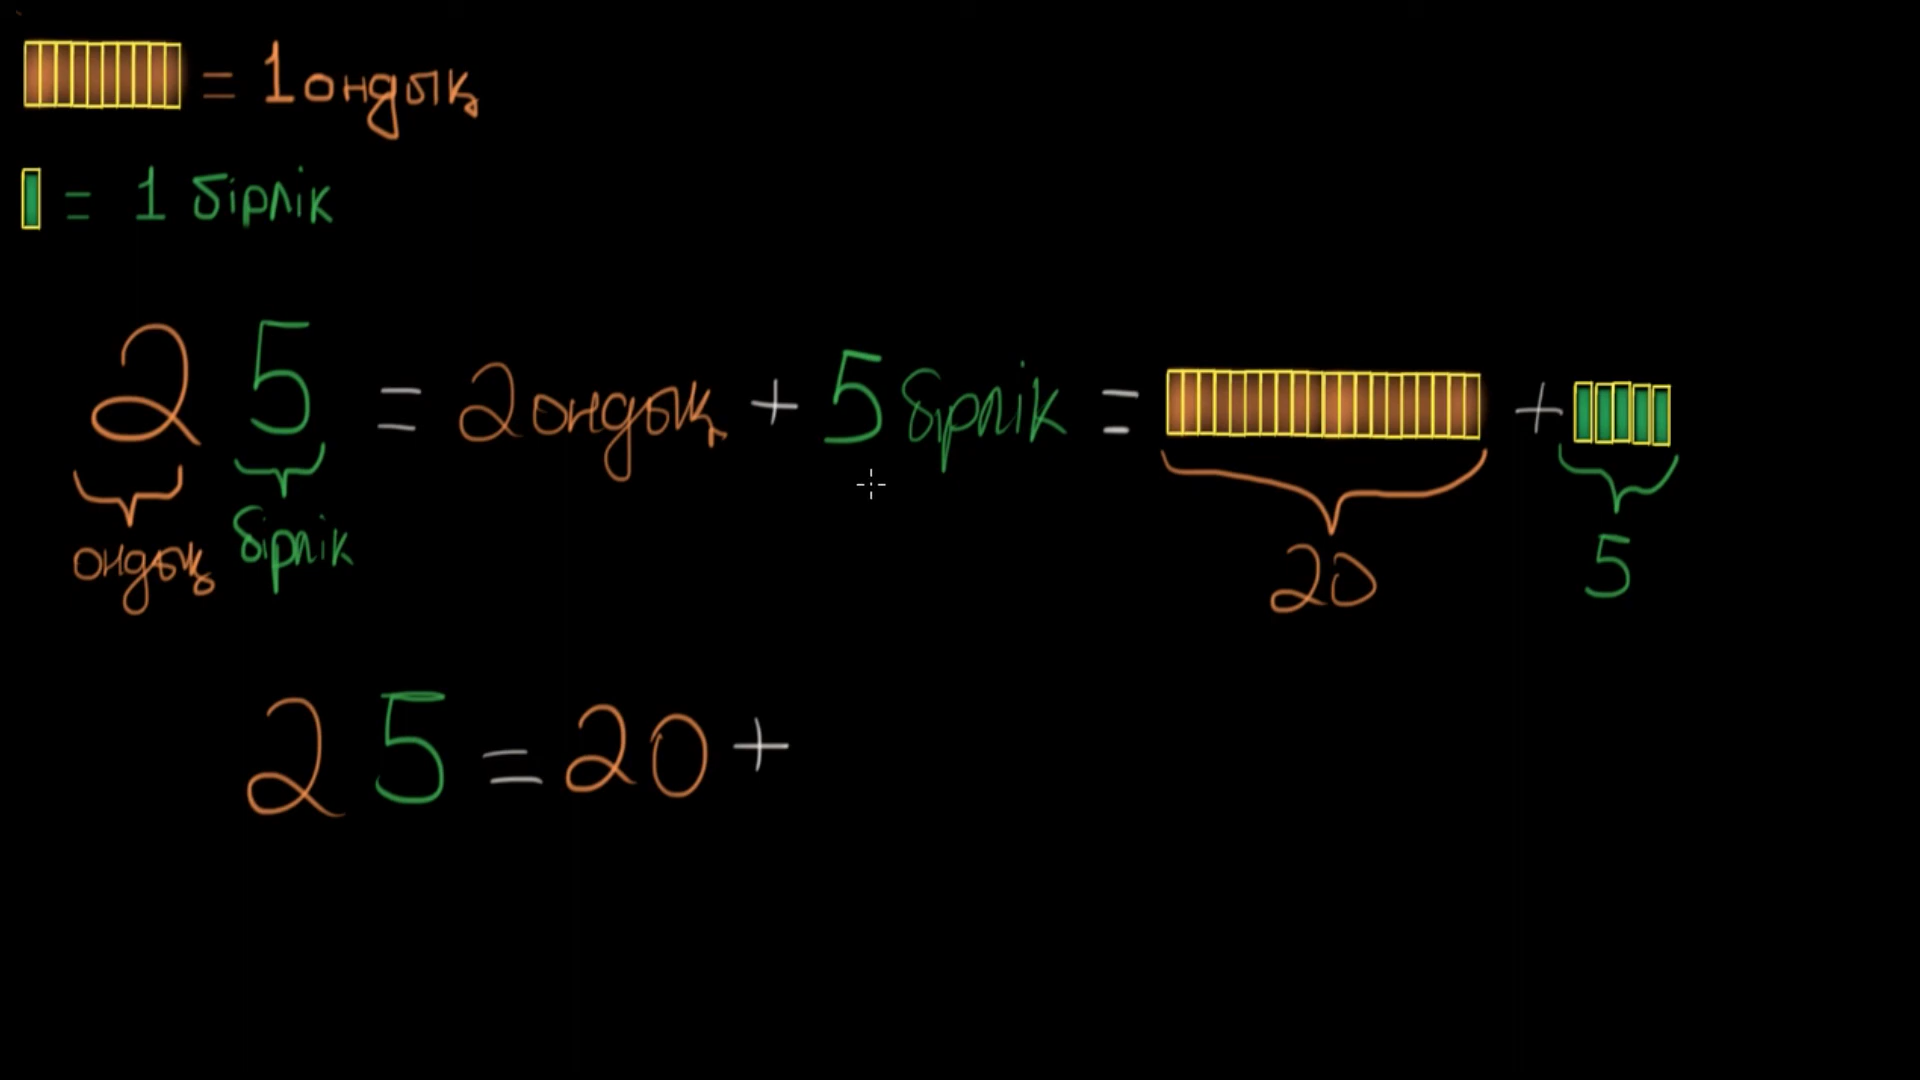 = 1 ондық
= 1 бірлік
25 = 2 ондық + 5 бірлік = +
ондық бірлік 20 5
25 = 20 +